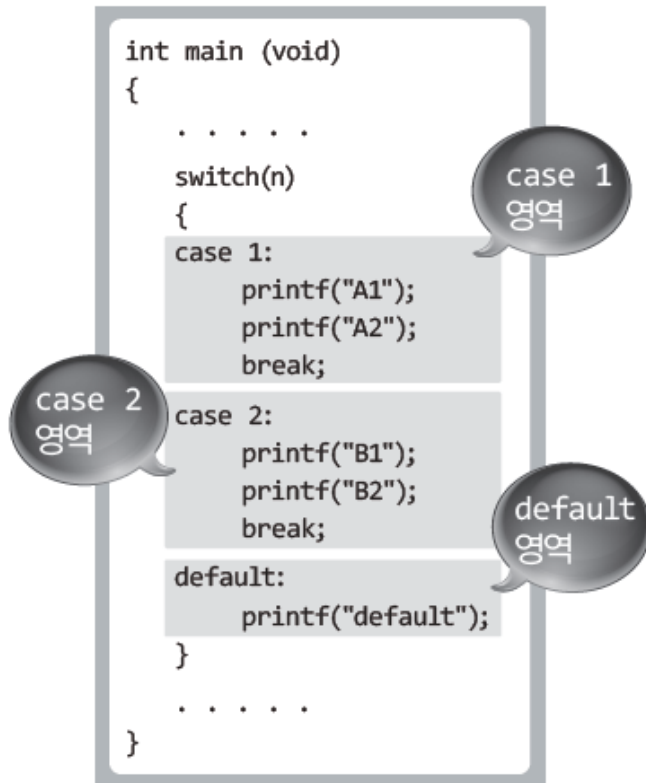 int main (void)
{
. . . . .
switch(n)
{
case 1
영역
case 1:
printf("A1");
printf("A2");
break;
case 2
영역
case 2:
printf("B1");
printf("B2");
break;
default
영역
default:
printf("default");
}
. . . . .
}